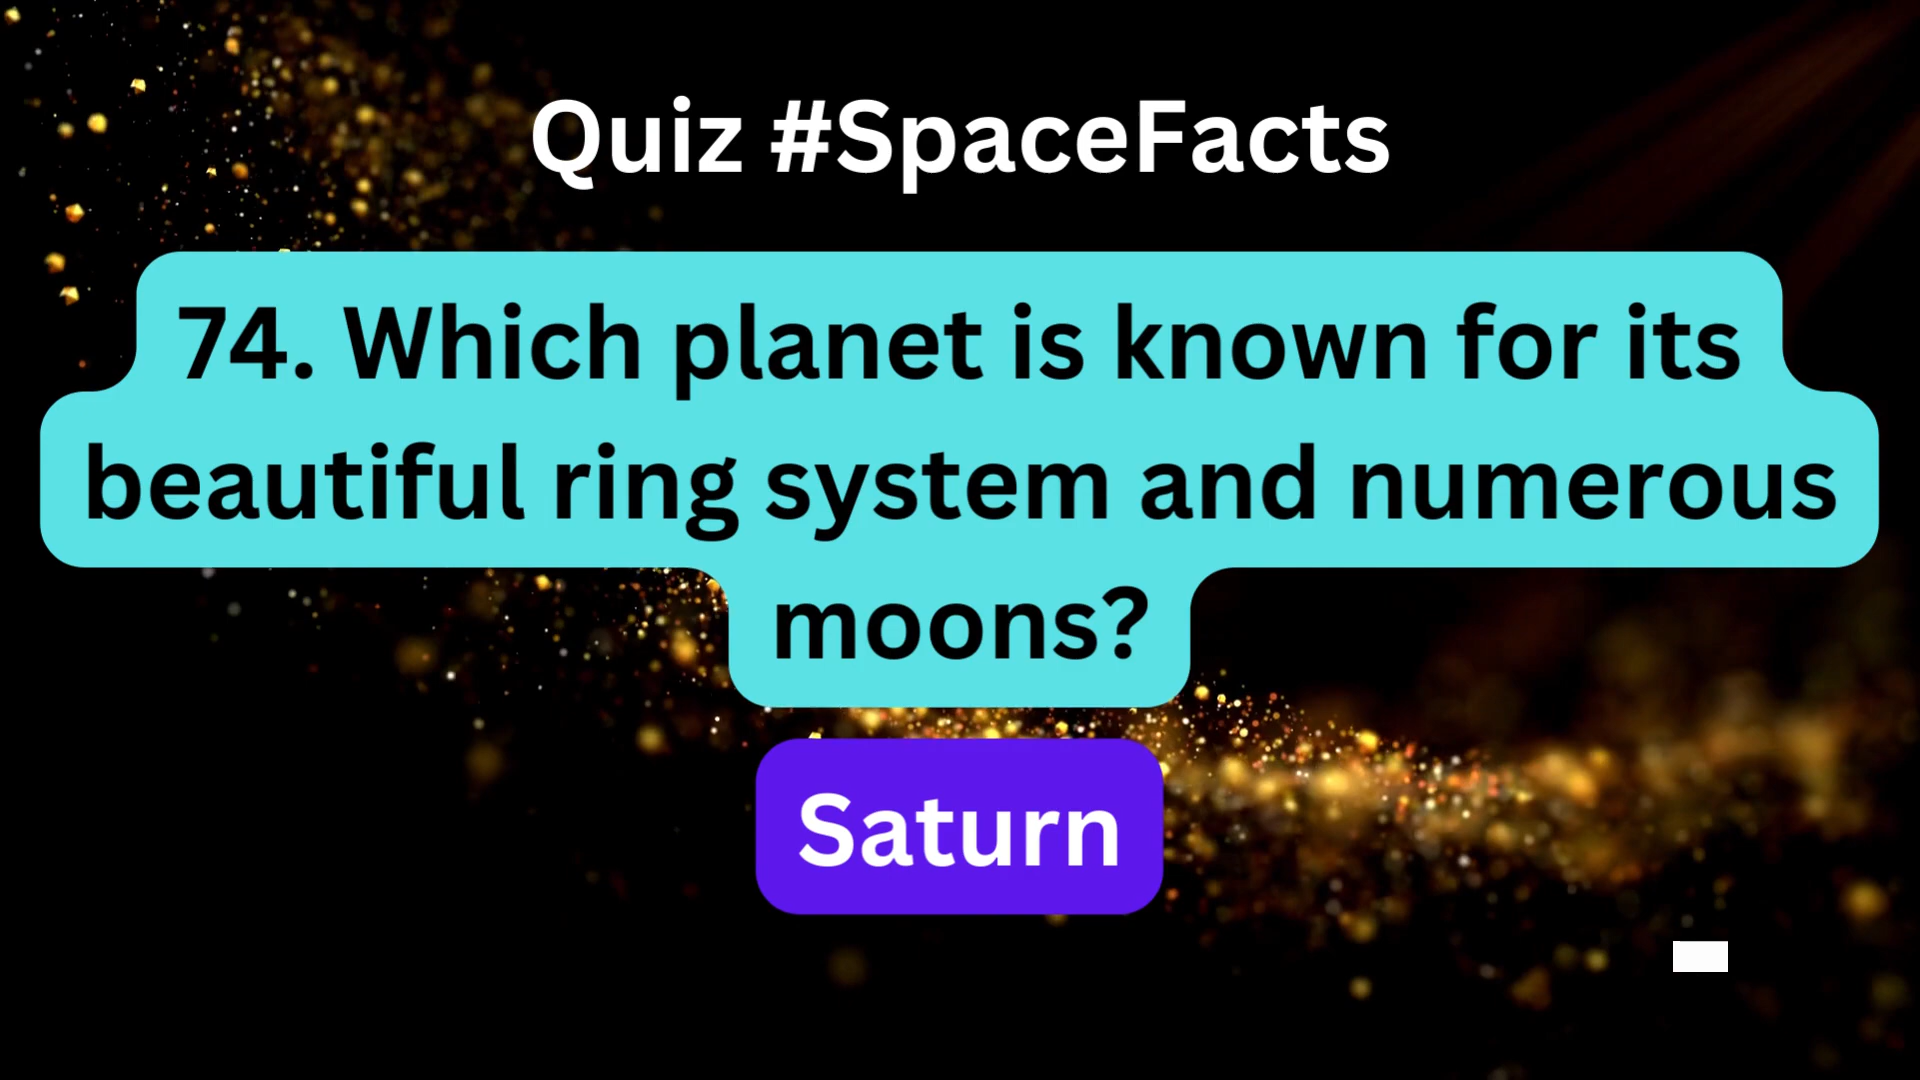 Quiz #SpaceFacts
74. Which planet is known for its
beautiful ring system and numerous
moons?
Saturn